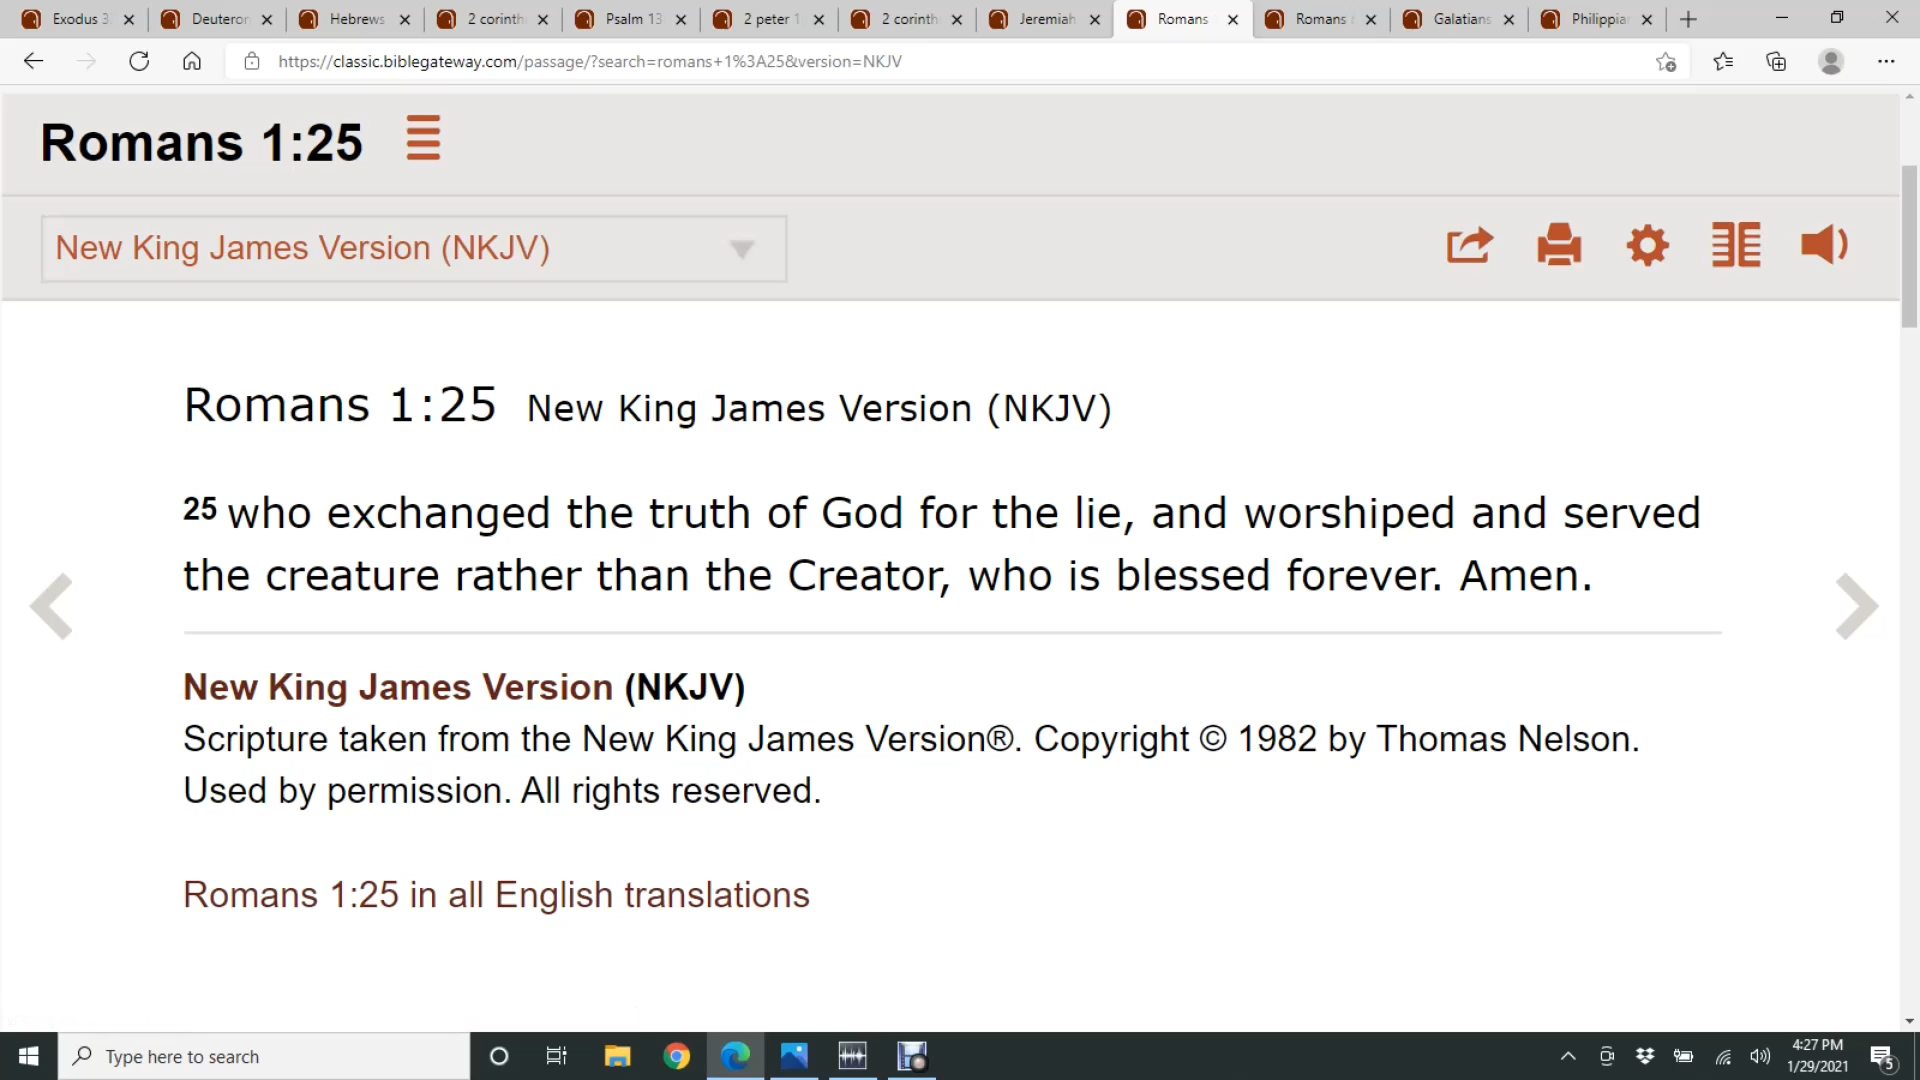 Exodus 3
Deuteron
Hebrews
2 corinth
Psalm 13
2 peter 1
2 corinth
Jeremiah
Romans
Romans
Galatians
Philippian
https://classic.biblegateway.com/passage/?search=romans+1%3A25&version=NKJV
Romans 1:25
New King James Version (NKJV)
Romans 1:25 New King James Version (NKJV)
25 who exchanged the truth of God for the lie, and worshiped and served
the creature rather than the Creator, who is blessed forever. Amen.
New King James Version (NKJV)
Scripture taken from the New King James Version®. Copyright © 1982 by Thomas Nelson.
Used by permission. All rights reserved.
Romans 1:25 in all English translations
Type here to search
4:27 PM
1/29/2021
5